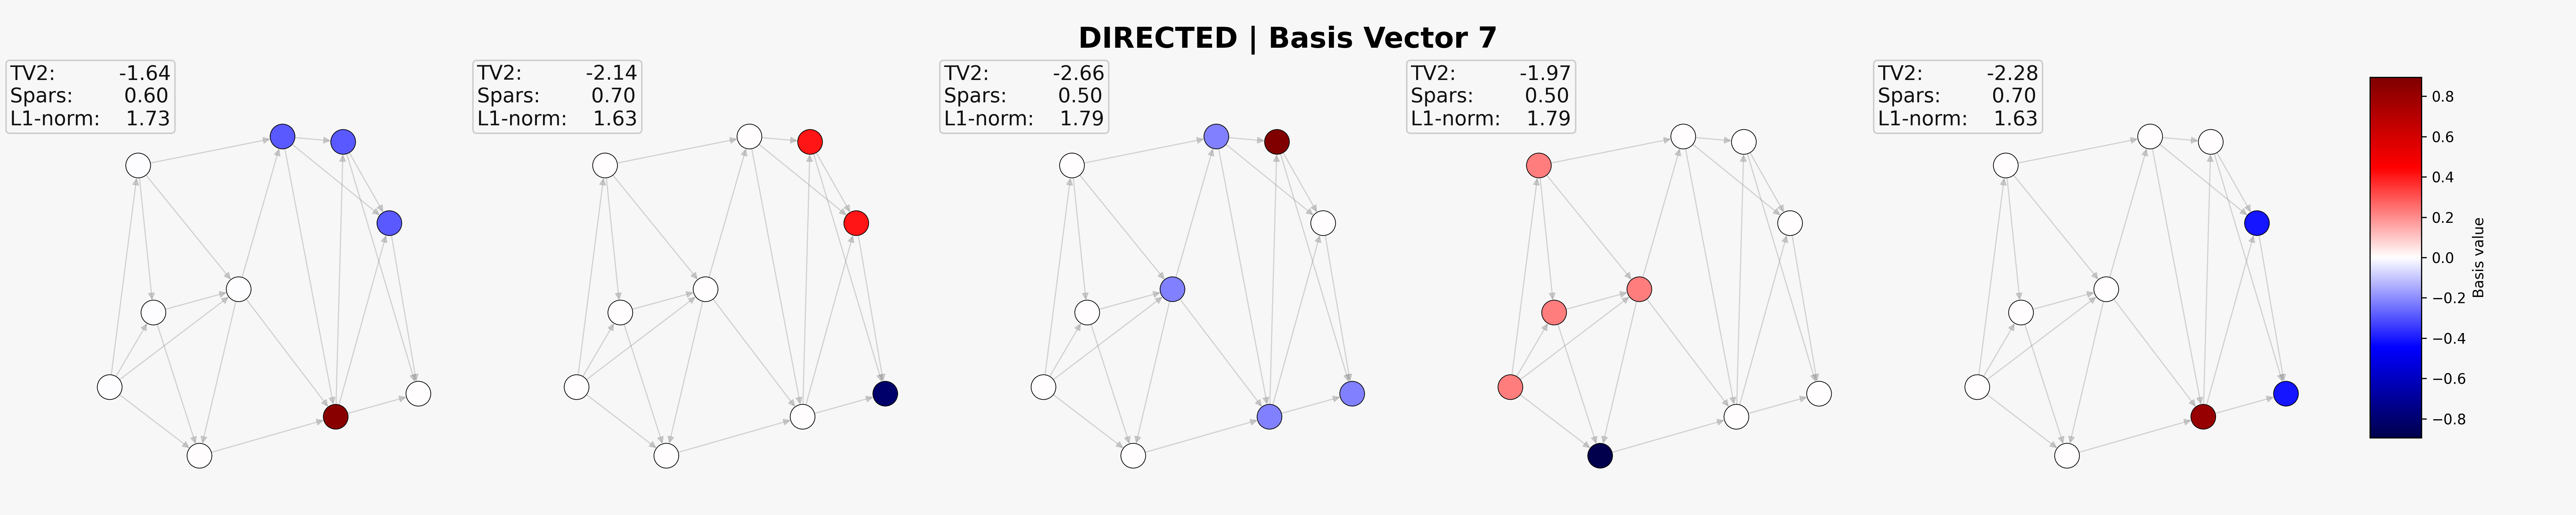 DIRECTED | Basis Vector 7
TV2: -1.64
Spars: 0.60
L1-norm: 1.73
TV2: -2.14
Spars: 0.70
L1-norm: 1.63
TV2: -2.66
Spars: 0.50
L1-norm: 1.79
TV2: -1.97
Spars: 0.50
L1-norm: 1.79
TV2: -2.28
Spars: 0.70
L1-norm: 1.63
0.8
0.6
0.4
0.2
0.0
−0.2
−0.4
−0.6
−0.8
Basis value